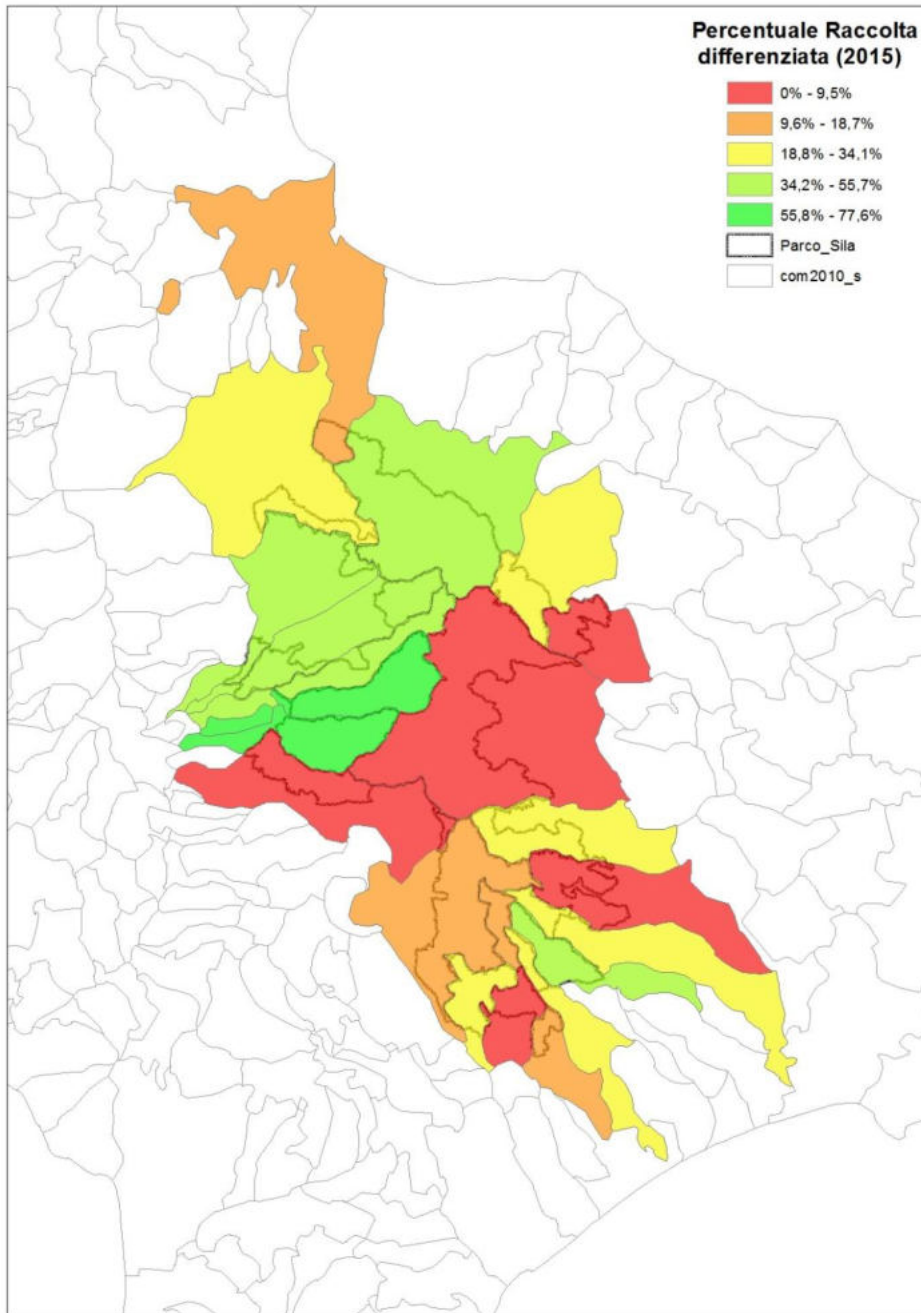 Percentuale Raccolta
differenziata (2015)
0% - 9,5%
9,6% - 18,7%
18,8% - 34,1%
34,2% - 55,7%
55,8% - 77,6%
Parco_Sila
com2010_s